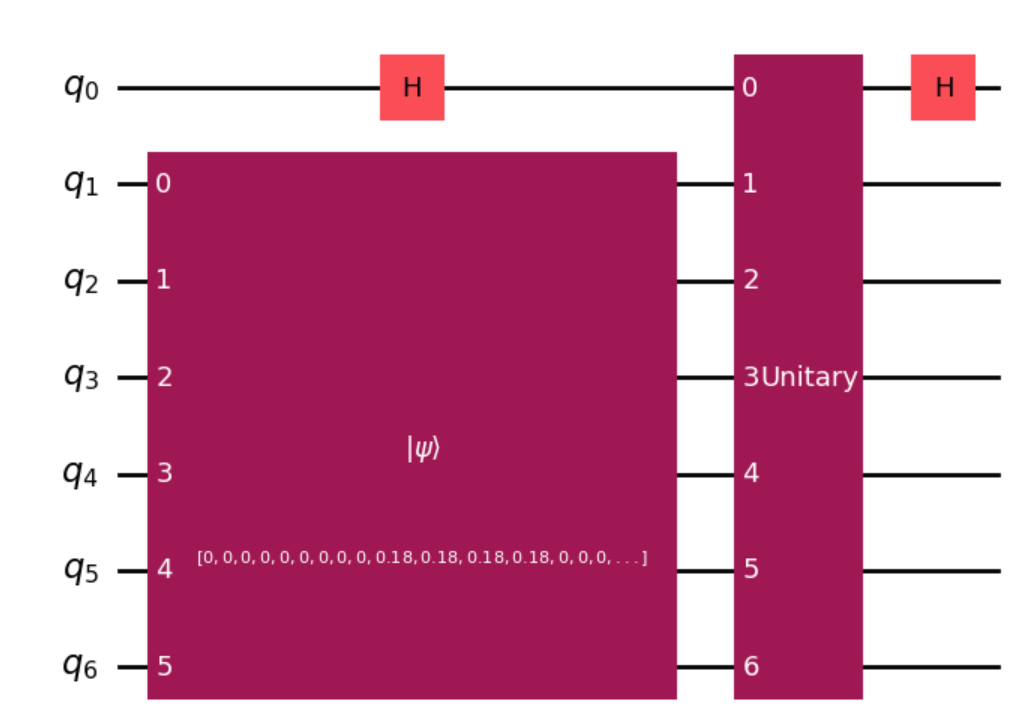 q0 H 0 H
q1 0 1
q2 1 2
q3 2 3 Unitary
|ψ⟩
q4 3 4
[0, 0, 0, 0, 0, 0, 0, 0, 0, 0.18, 0.18, 0.18, 0.18, 0, 0, 0, . . . ]
q5 4 5
q6 5 6